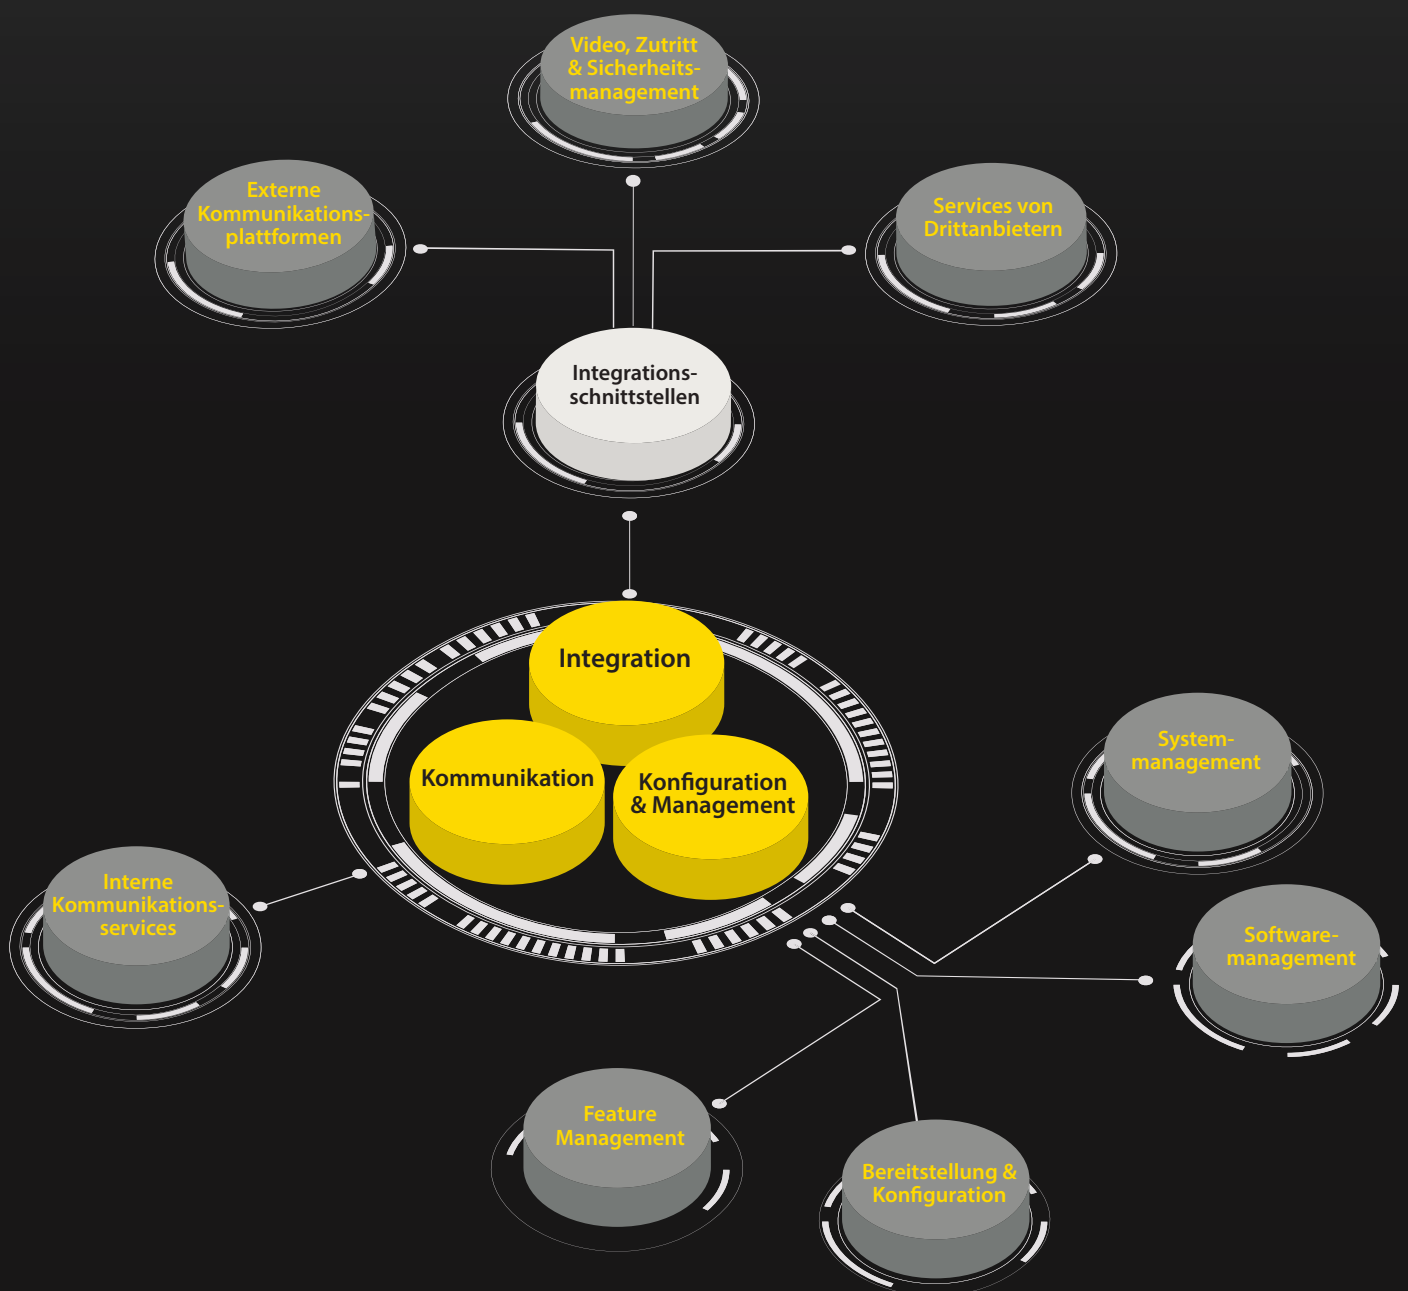 Video, Zutritt
& Sicherheits-
management
Externe
Kommunikations-
plattformen
Services von
Drittanbietern
Integrations-
schnittstellen
Integration
Kommunikation
Konfiguration
& Management
System-
management
Interne
Kommunikations-
services
Software-
management
Feature
Management
Bereitstellung &
Konfiguration